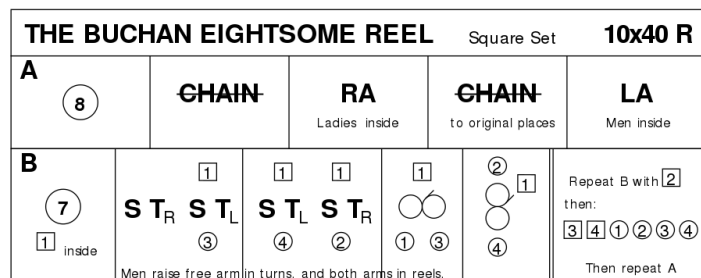 THE BUCHAN EIGHTSOME REEL Square Set 10x40 R
A
8 CHAIN RA CHAIN LA
Ladies inside to original places Men inside
B
1 1 1 1 2 1
7 S TR S TL S TL S TR
1 inside 3 4 2 1 3 4
Men raise free arm in turns, and both arms in reels.
Repeat B with 2
then:
3 4 1 2 3 4
Then repeat A